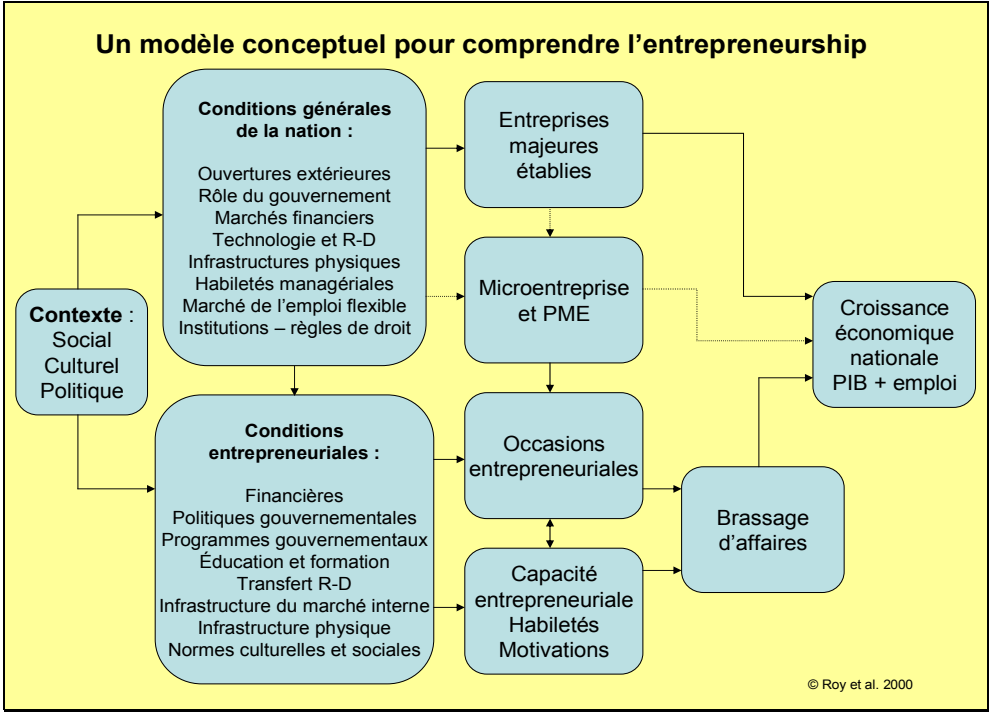 Un modèle conceptuel pour comprendre l’entrepreneurship
Contexte :
Social
Culturel
Politique
Conditions générales
de la nation :
Ouvertures extérieures
Rôle du gouvernement
Marchés financiers
Technologie et R-D
Infrastructures physiques
Habiletés managériales
Marché de l’emploi flexible
Institutions – règles de droit
Conditions
entrepreneuriales :
Financières
Politiques gouvernementales
Programmes gouvernementaux
Éducation et formation
Transfert R-D
Infrastructure du marché interne
Infrastructure physique
Normes culturelles et sociales
Entreprises
majeures
établies
Microentreprise
et PME
Occasions
entrepreneuriales
Capacité
entrepreneuriale
Habiletés
Motivations
Brassage
d’affaires
Croissance
économique
nationale
PIB + emploi
© Roy et al. 2000